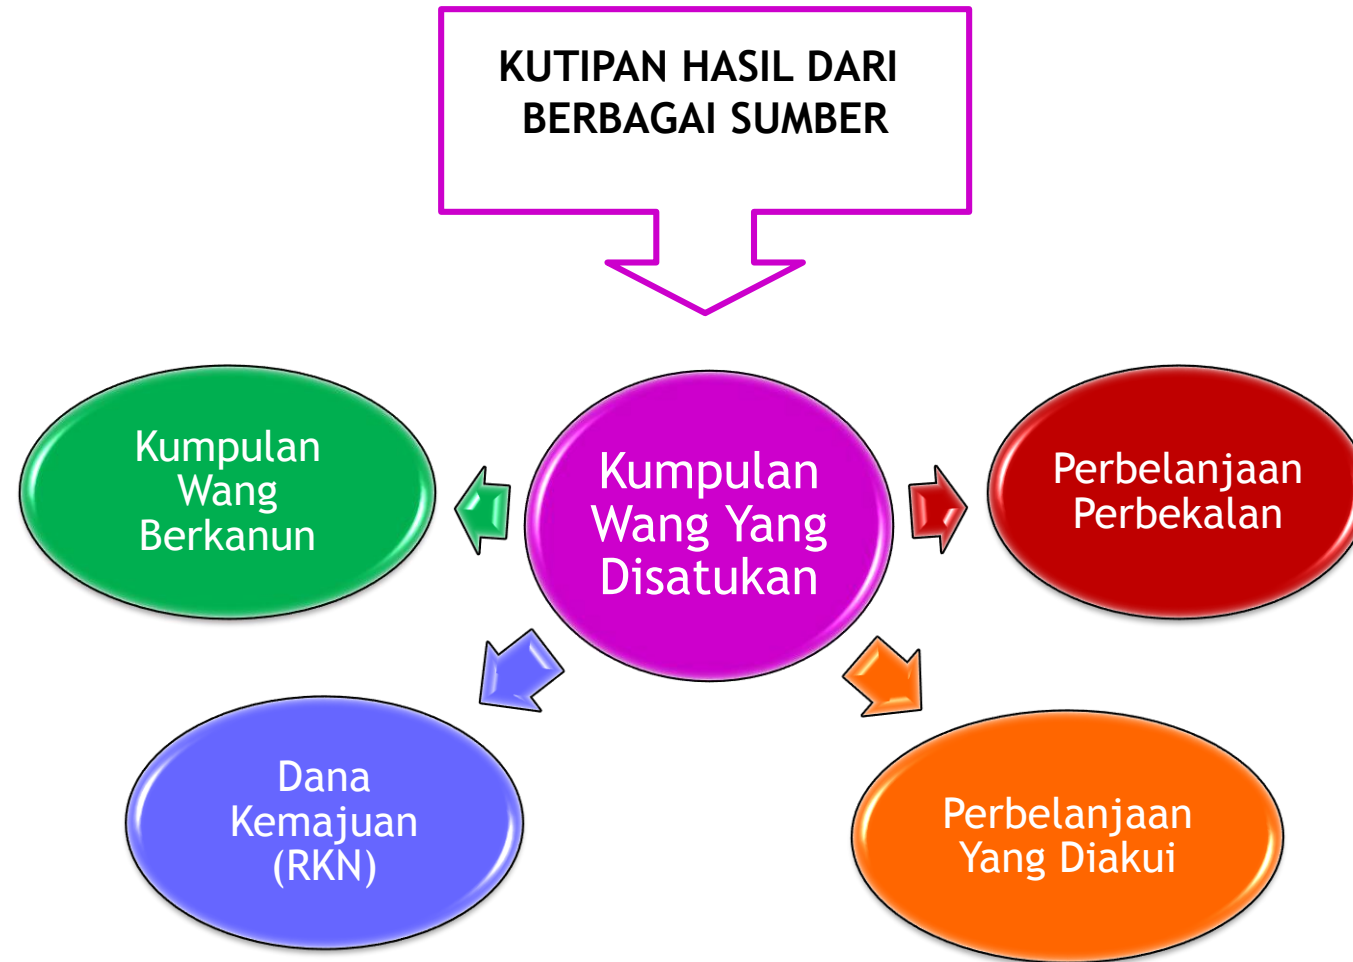 KUTIPAN HASIL DARI
BERBAGAI SUMBER
Kumpulan
Wang
Berkanun
Kumpulan
Wang Yang
Disatukan
Perbelanjaan
Perbekalan
Dana
Kemajuan
(RKN)
Perbelanjaan
Yang Diakui